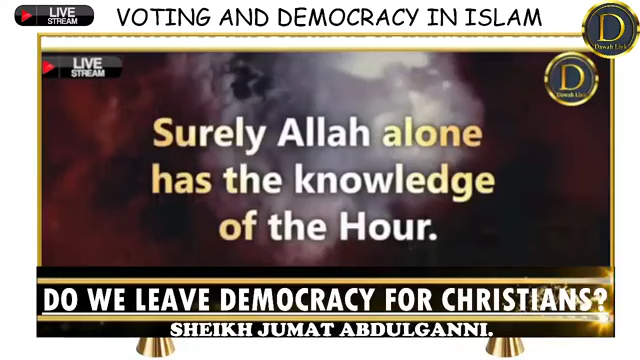 LIVE
STREAM
VOTING AND DEMOCRACY IN ISLAM
D
Dawah Link
LIVE
STREAM
D
Dawah Link
Surely Allah alone
has the knowledge
of the Hour.
DO WE LEAVE DEMOCRACY FOR CHRISTIANS?
SHEIKH JUMAT ABDULGANNI.